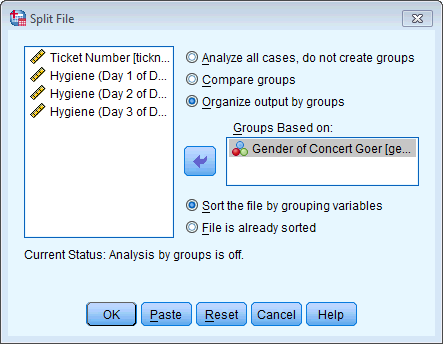 Split File
Ticket Number [tickn...
Hygiene (Day 1 of D...
Hygiene (Day 2 of D...
Hygiene (Day 3 of D...
Analyze all cases, do not create groups
Compare groups
Organize output by groups
Groups Based on:
Gender of Concert Goer [ge...
Sort the file by grouping variables
File is already sorted
Current Status: Analysis by groups is off.
OK
Paste
Reset
Cancel
Help